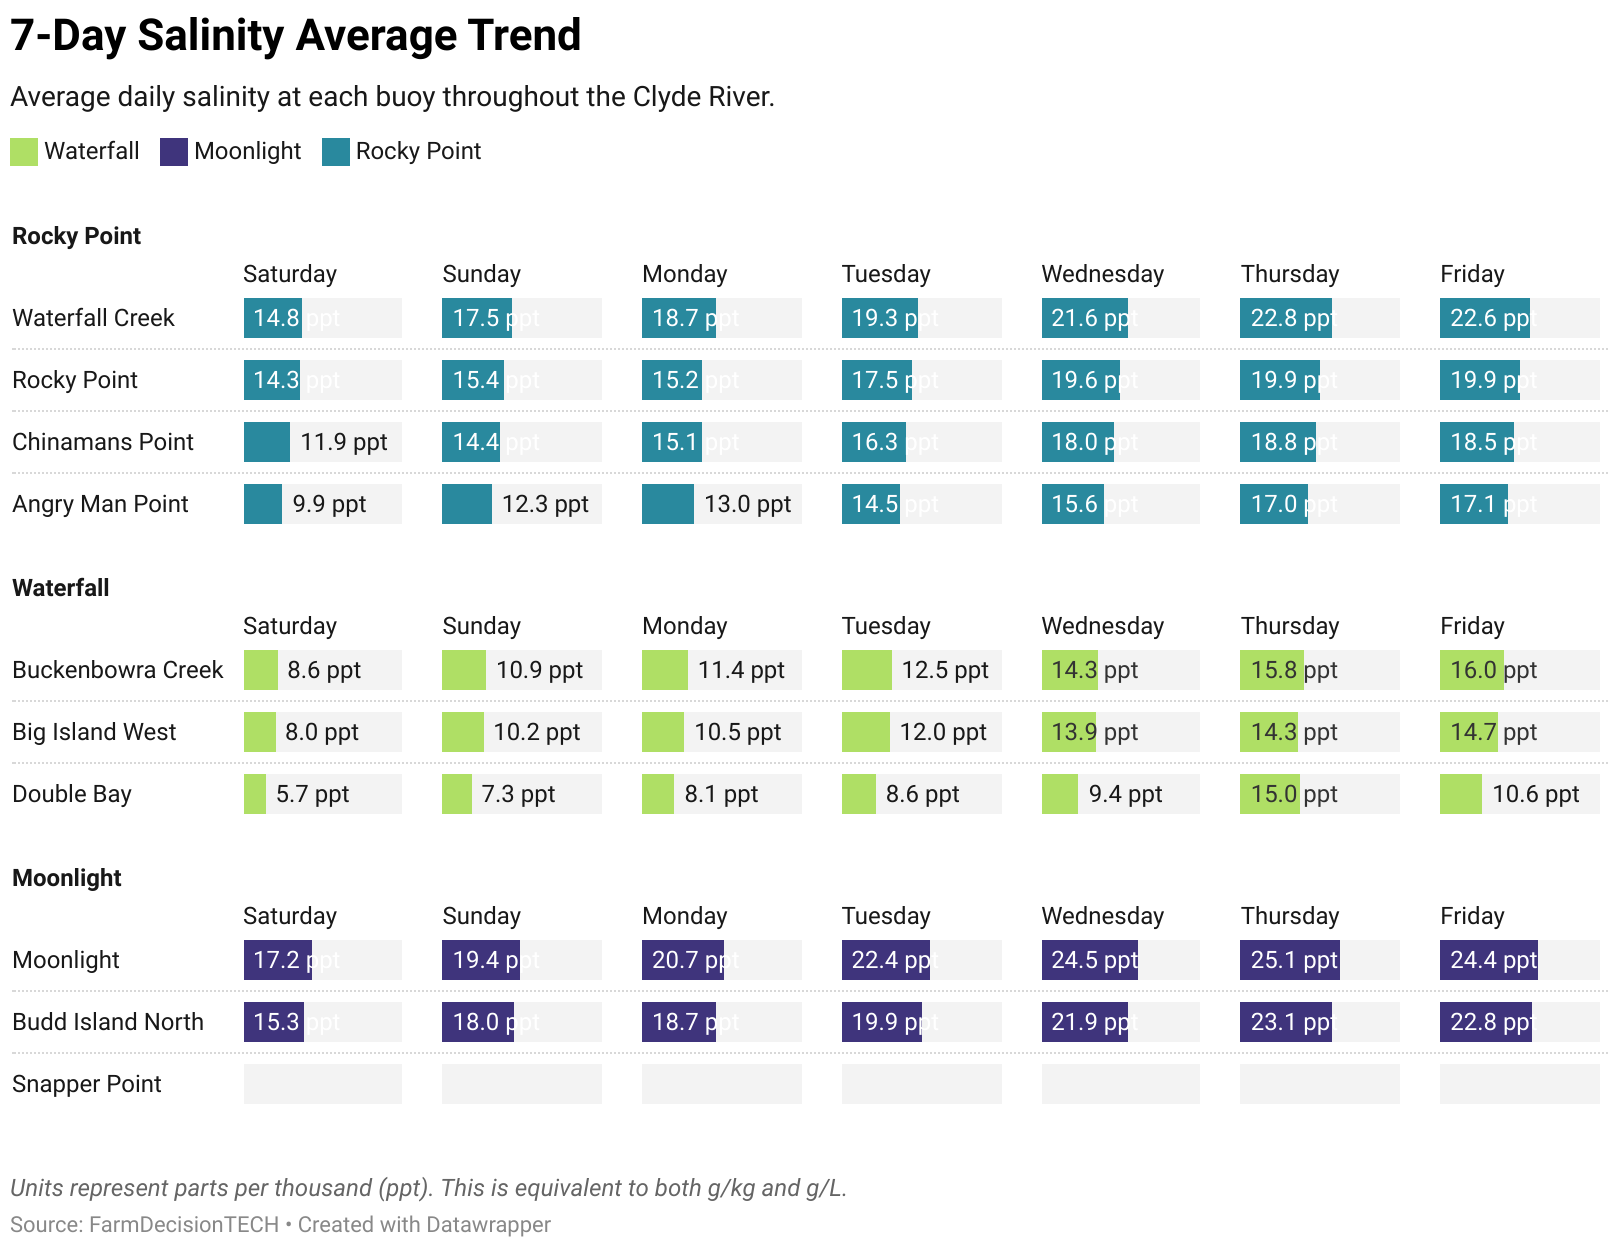 7-Day Salinity Average Trend
Average daily salinity at each buoy throughout the Clyde River.
Waterfall Moonlight Rocky Point
Rocky Point
Saturday Sunday Monday Tuesday Wednesday Thursday Friday
Waterfall Creek 14.8 ppt 17.5 ppt 18.7 ppt 19.3 ppt 21.6 ppt 22.8 ppt 22.6 ppt
Rocky Point 14.3 ppt 15.4 ppt 15.2 ppt 17.5 ppt 19.6 ppt 19.9 ppt 19.9 ppt
Chinamans Point 11.9 ppt 14.4 ppt 15.1 ppt 16.3 ppt 18.0 ppt 18.8 ppt 18.5 ppt
Angry Man Point 9.9 ppt 12.3 ppt 13.0 ppt 14.5 ppt 15.6 ppt 17.0 ppt 17.1 ppt
Waterfall
Saturday Sunday Monday Tuesday Wednesday Thursday Friday
Buckenbowra Creek 8.6 ppt 10.9 ppt 11.4 ppt 12.5 ppt 14.3 ppt 15.8 ppt 16.0 ppt
Big Island West 8.0 ppt 10.2 ppt 10.5 ppt 12.0 ppt 13.9 ppt 14.3 ppt 14.7 ppt
Double Bay 5.7 ppt 7.3 ppt 8.1 ppt 8.6 ppt 9.4 ppt 15.0 ppt 10.6 ppt
Moonlight
Saturday Sunday Monday Tuesday Wednesday Thursday Friday
Moonlight 17.2 ppt 19.4 ppt 20.7 ppt 22.4 ppt 24.5 ppt 25.1 ppt 24.4 ppt
Budd Island North 15.3 ppt 18.0 ppt 18.7 ppt 19.9 ppt 21.9 ppt 23.1 ppt 22.8 ppt
Snapper Point
Units represent parts per thousand (ppt). This is equivalent to both g/kg and g/L.
Source: FarmDecisionTECH • Created with Datawrapper